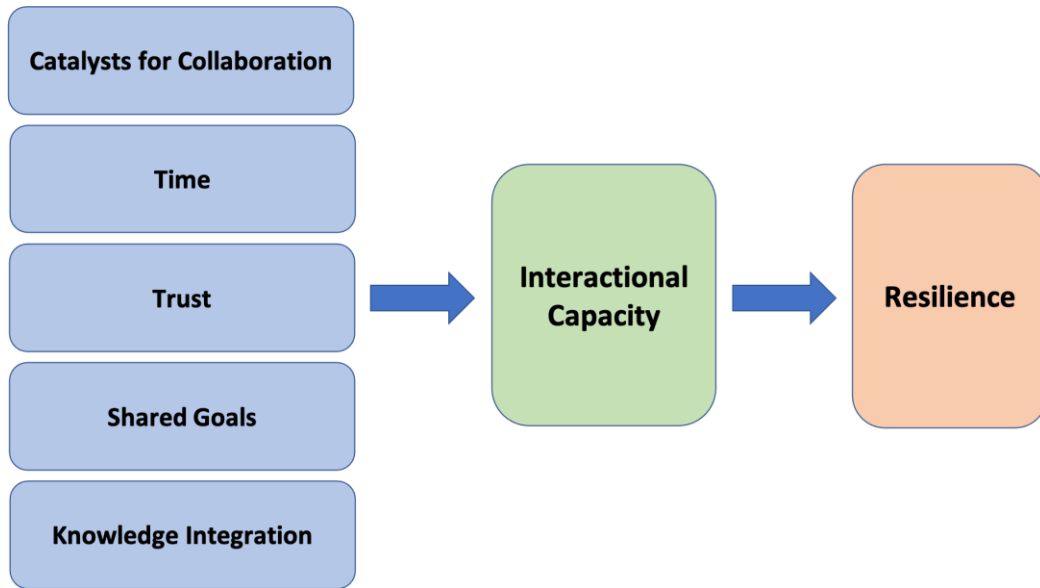 Catalysts for Collaboration
Time
Trust
Shared Goals
Knowledge Integration
Interactional
Capacity
Resilience